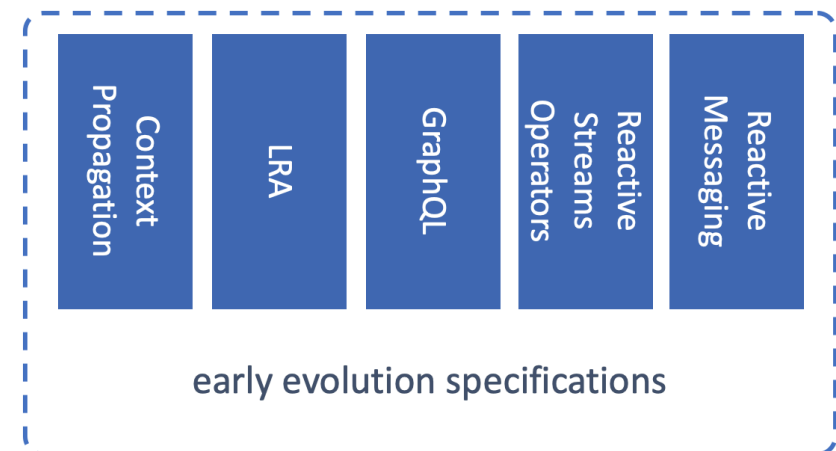 Context
Propagation
LRA
GraphQL
Reactive
Streams
Operators
Reactive
Messaging
early evolution specifications